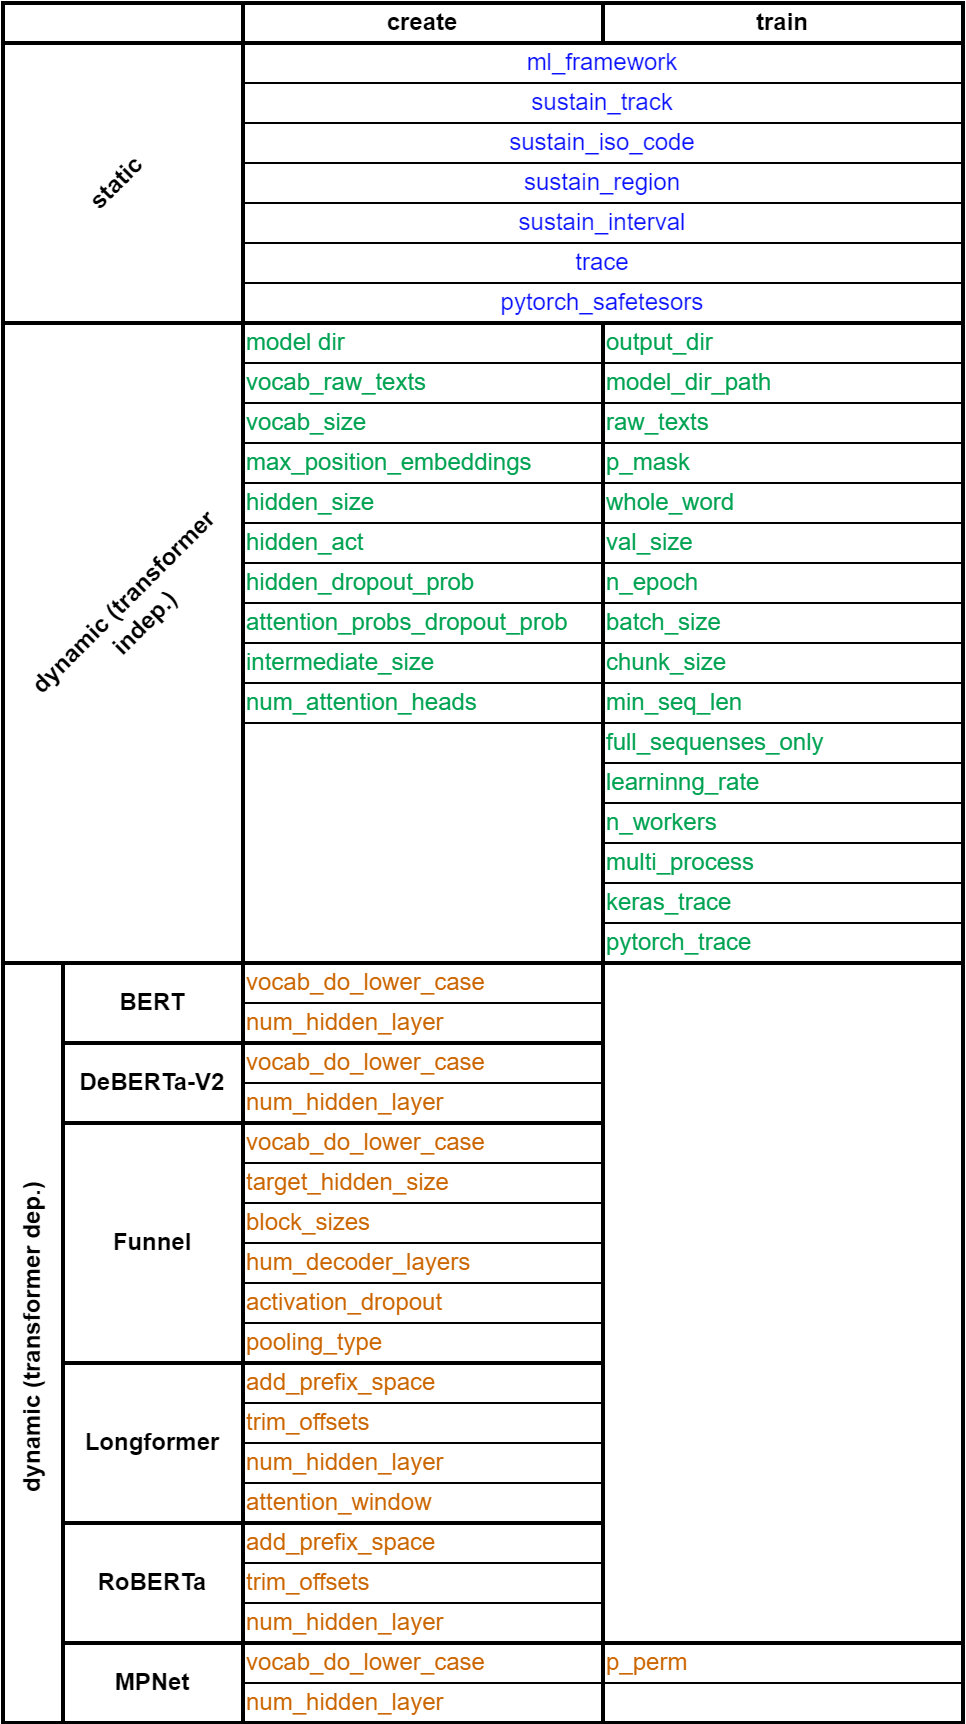 create train
static
ml_framework
sustain_track
sustain_iso_code
sustain_region
sustain_interval
trace
pytorch_safetesors
dynamic (transformer
indep.)
model dir output_dir
vocab_raw_texts model_dir_path
vocab_size raw_texts
max_position_embeddings p_mask
hidden_size whole_word
hidden_act val_size
hidden_dropout_prob n_epoch
attention_probs_dropout_prob batch_size
intermediate_size chunk_size
num_attention_heads min_seq_len
full_sequenses_only
learninng_rate
n_workers
multi_process
keras_trace
pytorch_trace
dynamic (transformer dep.)
BERT
vocab_do_lower_case
num_hidden_layer
DeBERTa-V2
vocab_do_lower_case
num_hidden_layer
Funnel
vocab_do_lower_case
target_hidden_size
block_sizes
hum_decoder_layers
activation_dropout
pooling_type
Longformer
add_prefix_space
trim_offsets
num_hidden_layer
attention_window
RoBERTa
add_prefix_space
trim_offsets
num_hidden_layer
MPNet
vocab_do_lower_case p_perm
num_hidden_layer